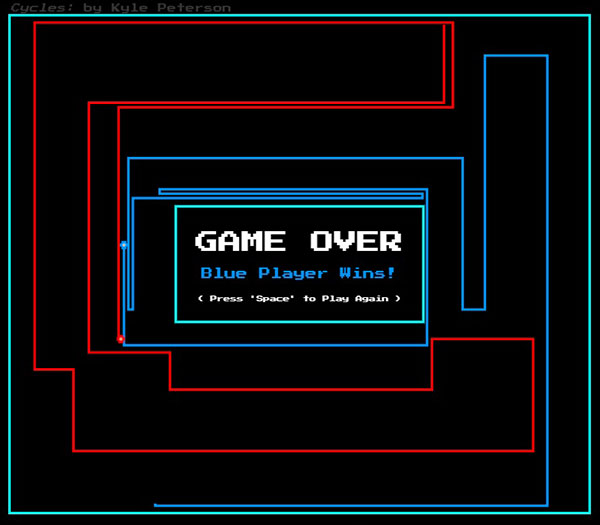 Cycles: by Kyle Peterson
GAME OVER
Blue Player Wins!
( Press 'Space' to Play Again )